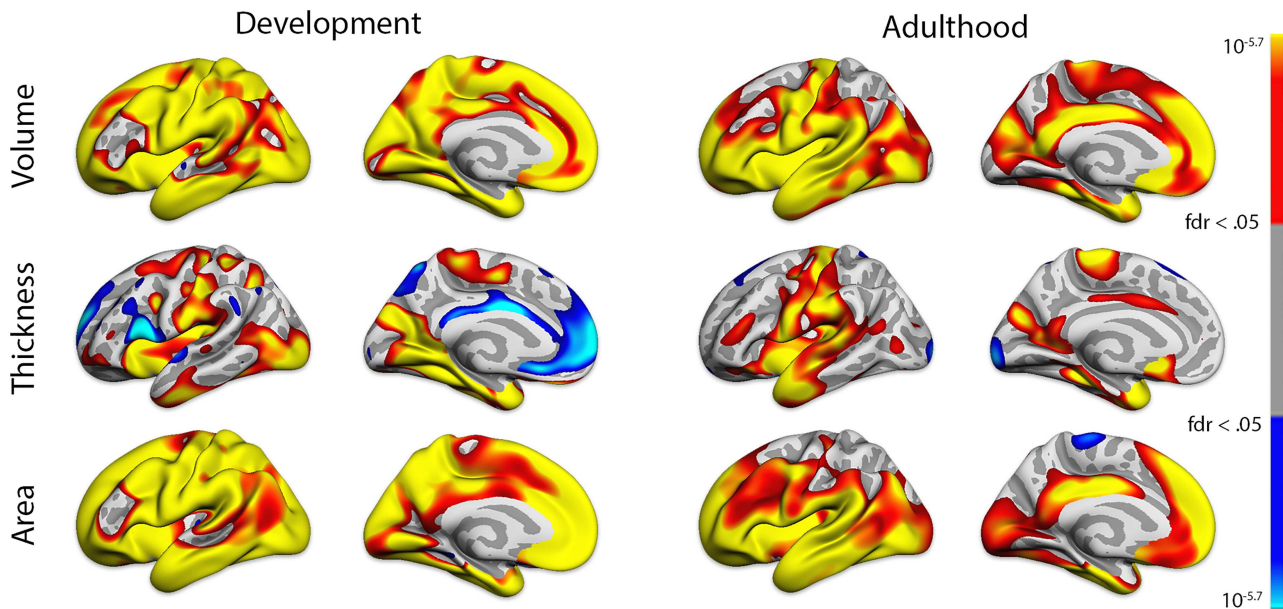 Development
Adulthood
10-5.7
Volume
fdr < .05
Thickness
fdr < .05
Area
10-5.7